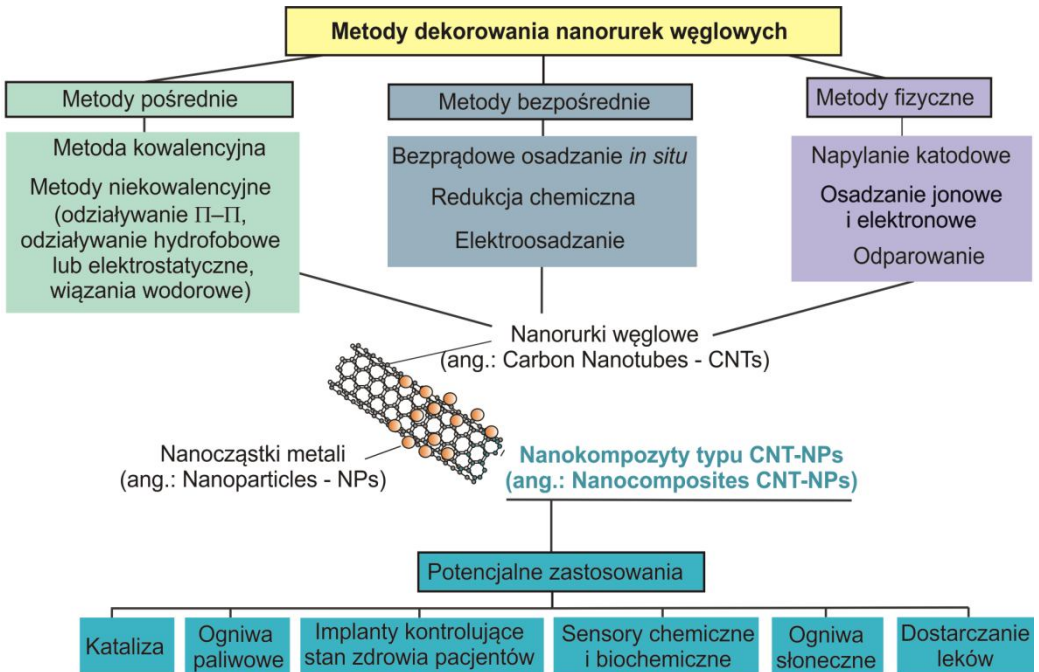 Metody dekorowania nanorurek węglowych
Metody pośrednie
Metoda kowalencyjna
Metody niekowalencyjne
(odziaływanie Π–Π,
odziaływanie hydrofobowe
lub elektrostatyczne,
wiązania wodorowe)
Metody bezpośrednie
Bezprądowe osadzanie in situ
Redukcja chemiczna
Elektroosadzanie
Metody fizyczne
Napylanie katodowe
Osadzanie jonowe
i elektronowe
Odparowanie
Nanorurki węglowe
(ang.: Carbon Nanotubes - CNTs)
Nanocząstki metali
(ang.: Nanoparticles - NPs)
Nanokompozyty typu CNT-NPs
(ang.: Nanocomposites CNT-NPs)
Potencjalne zastosowania
Kataliza
Ogniwa
paliwowe
Implanty kontrolujące
stan zdrowia pacjentów
Sensory chemiczne
i biochemiczne
Ogniwa
słoneczne
Dostarczanie
leków